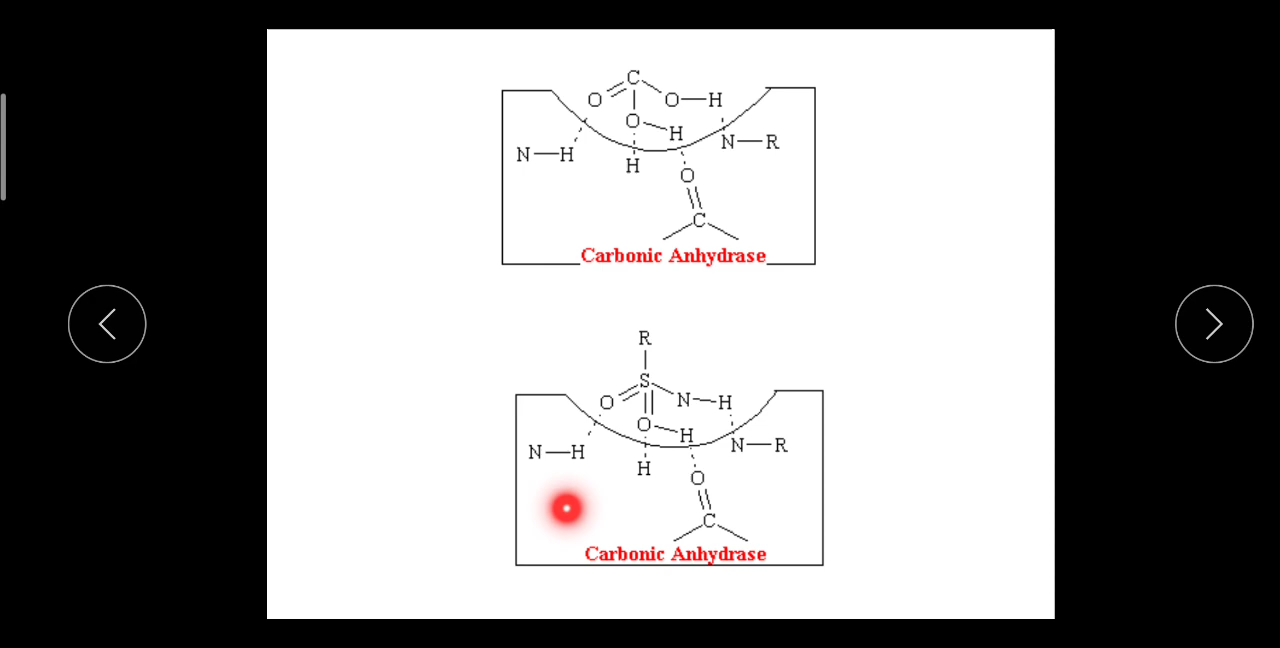 C
O O—H
O H
N—H H N—R
O
C
Carbonic Anhydrase
R
S
O N—H
O H
N—H H N—R
O
C
Carbonic Anhydrase